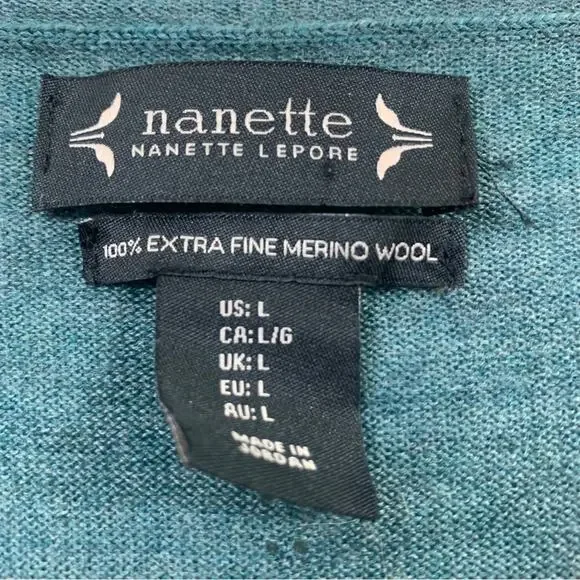 nanette
NANETTE LEPORE
100% EXTRA FINE MERINO WOOL
US: L
CA: L/G
UK: L
EU: L
AU: L
MADE IN
JORDAN